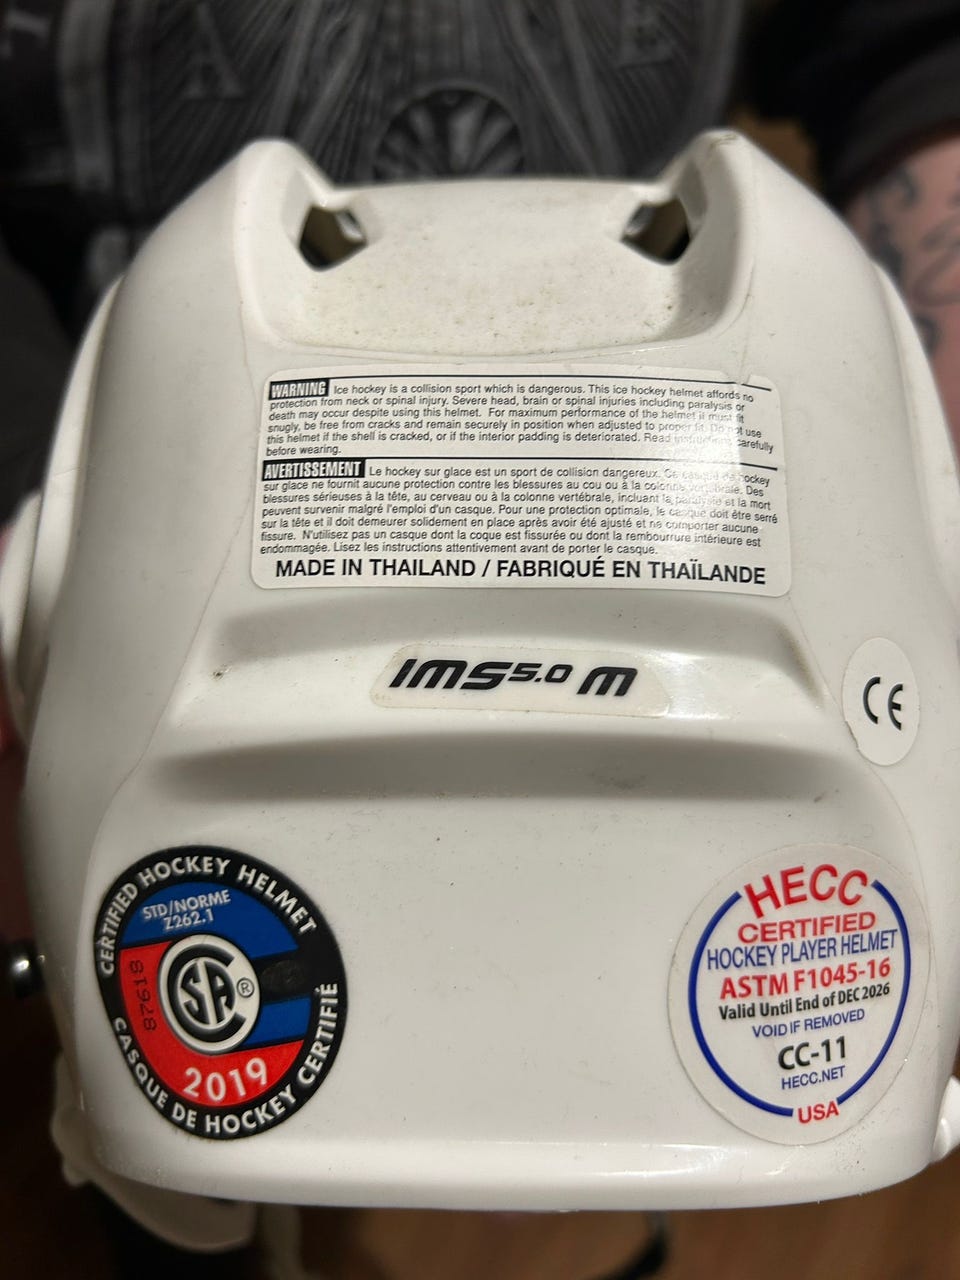 WARNING Ice hockey is a collision sport which is dangerous. This ice hockey helmet affords no
protection from neck or spinal injury. Severe head, brain or spinal injuries including paralysis or
death may occur despite using this helmet. For maximum performance of the helmet it must fit
snugly, be free from cracks and remain securely in position when adjusted to proper fit. Do not use
this helmet if the shell is cracked, or if the interior padding is deteriorated. Read instructions carefully
before wearing.
AVERTISSEMENT Le hockey sur glace est un sport de collision dangereux. Ce casque de hockey
sur glace ne fournit aucune protection contre les blessures au cou ou à la colonne vertébrale. Des
blessures sérieuses à la tête, au cerveau ou à la colonne vertébrale, incluant la paralysie et la mort
peuvent survenir malgré l'emploi d'un casque. Pour une protection optimale, le casque doit être serré
sur la tête et il doit demeurer solidement en place après avoir été ajusté et ne comporter aucune
fissure. N'utilisez pas un casque dont la coque est fissurée ou dont la rembourrure intérieure est
endommagée. Lisez les instructions attentivement avant de porter le casque.
MADE IN THAILAND / FABRIQUÉ EN THAÏLANDE
IMS 5.0 M
CE
CERTIFIED HOCKEY HELMET
STD/NORME
Z262.1
87618
CSA ®
2019
CASQUE DE HOCKEY CERTIFIÉ
HECC
CERTIFIED
HOCKEY PLAYER HELMET
ASTM F1045-16
Valid Until End of DEC 2026
VOID IF REMOVED
CC-11
HECC.NET
USA